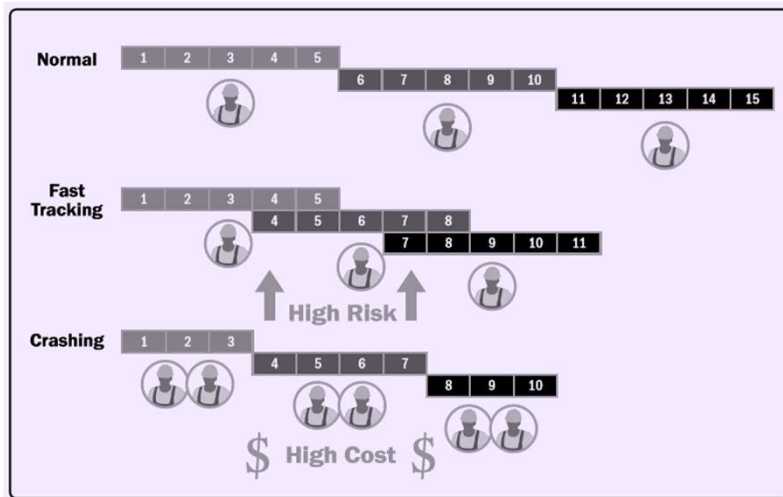 Normal
1 2 3 4 5
6 7 8 9 10
11 12 13 14 15
Fast
Tracking
1 2 3 4 5
4 5 6 7 8
7 8 9 10 11
High Risk
Crashing
1 2 3
4 5 6 7
8 9 10
$ High Cost $